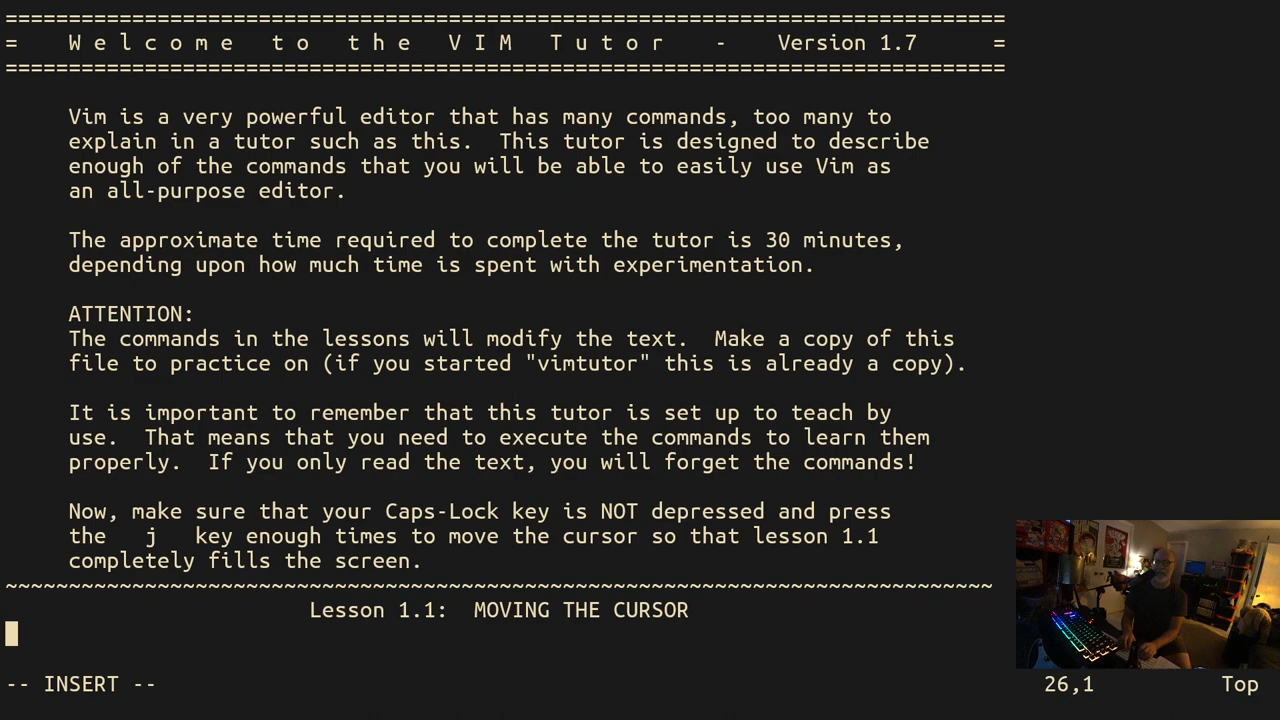 ===============================================================================
=    W e l c o m e   t o   t h e   V I M   T u t o r    -    Version 1.7      =
===============================================================================
Vim is a very powerful editor that has many commands, too many to
explain in a tutor such as this.  This tutor is designed to describe
enough of the commands that you will be able to easily use Vim as
an all-purpose editor.
The approximate time required to complete the tutor is 30 minutes,
depending upon how much time is spent with experimentation.
ATTENTION:
The commands in the lessons will modify the text.  Make a copy of this
file to practice on (if you started "vimtutor" this is already a copy).
It is important to remember that this tutor is set up to teach by
use.  That means that you need to execute the commands to learn them
properly.  If you only read the text, you will forget the commands!
Now, make sure that your Caps-Lock key is NOT depressed and press
the   j   key enough times to move the cursor so that lesson 1.1
completely fills the screen.
~~~~~~~~~~~~~~~~~~~~~~~~~~~~~~~~~~~~~~~~~~~~~~~~~~~~~~~~~~~~~~~~~~~~~~~~~~~~~~
Lesson 1.1:  MOVING THE CURSOR
-- INSERT --                                                                      26,1          Top